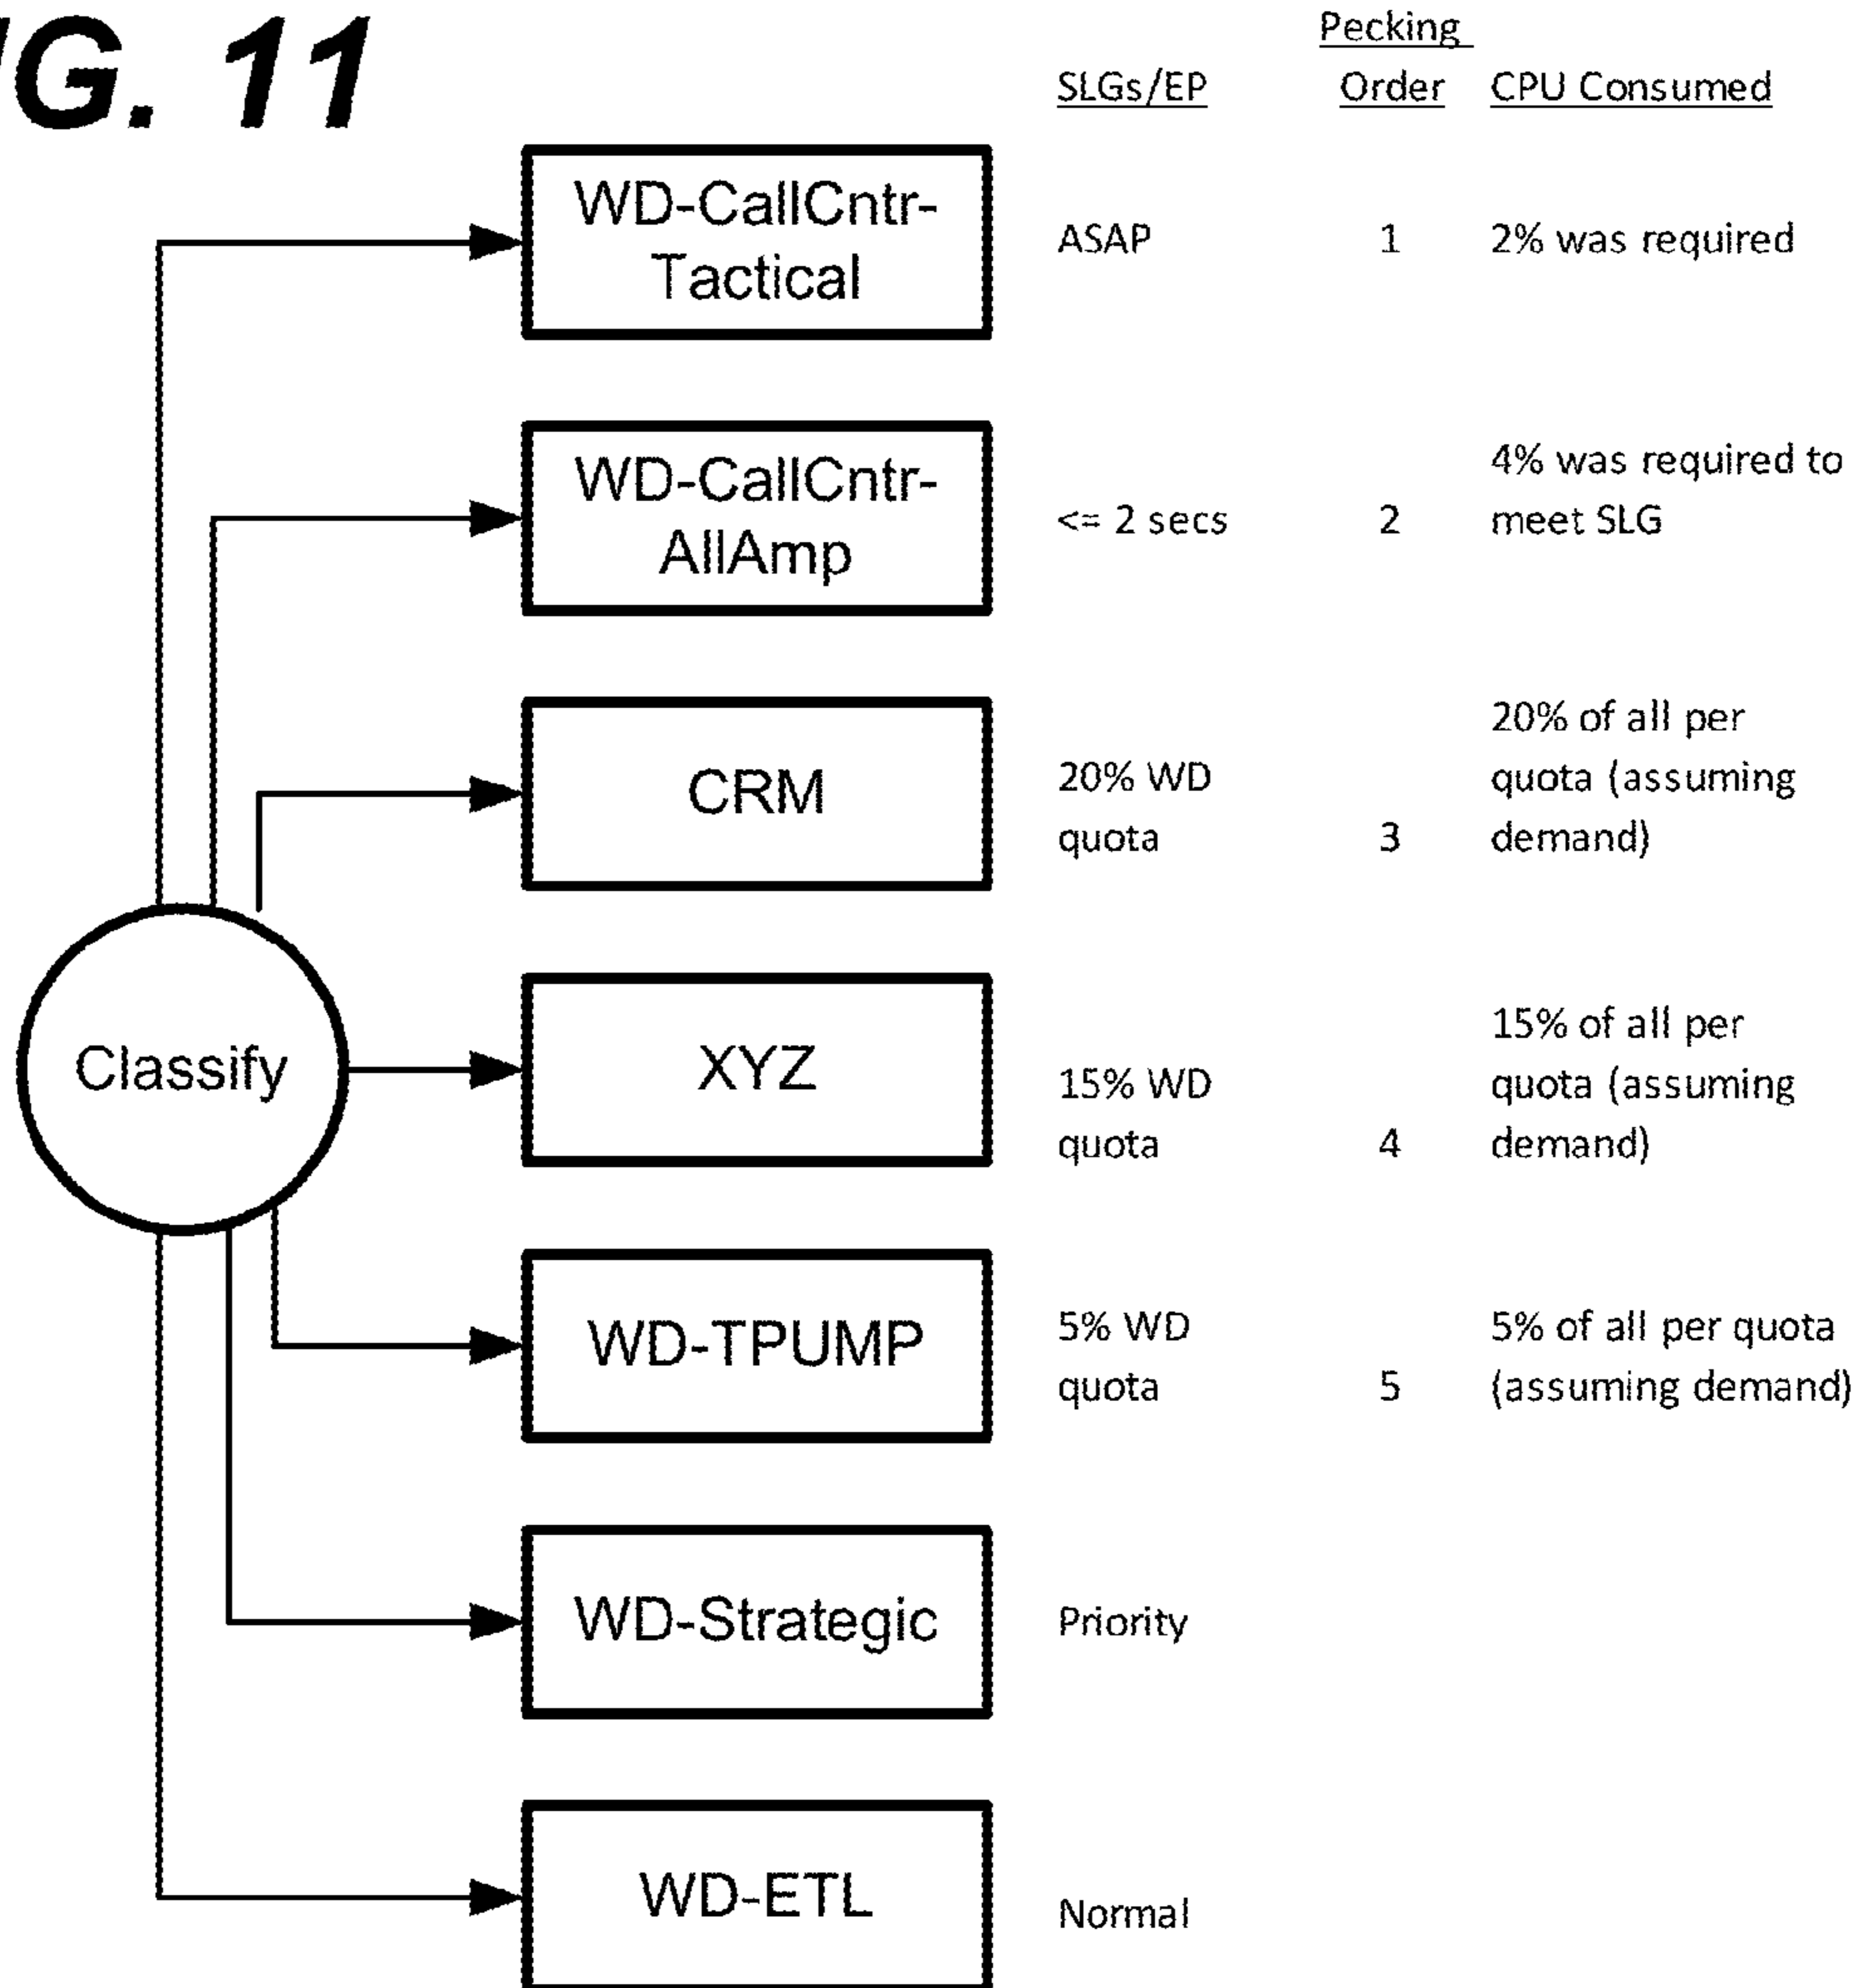 IG. 11
Pecking
SLGs/EP Order CPU Consumed
WD-CallCntr-
Tactical
ASAP 1 2% was required
WD-CallCntr-
AllAmp
<= 2 secs 2 4% was required to
meet SLG
CRM
20% WD
quota
3
20% of all per
quota (assuming
demand)
Classify
XYZ
15% WD
quota
4
15% of all per
quota (assuming
demand)
WD-TPUMP
5% WD
quota
5
5% of all per quota
(assuming demand)
WD-Strategic
Priority
WD-ETL
Normal